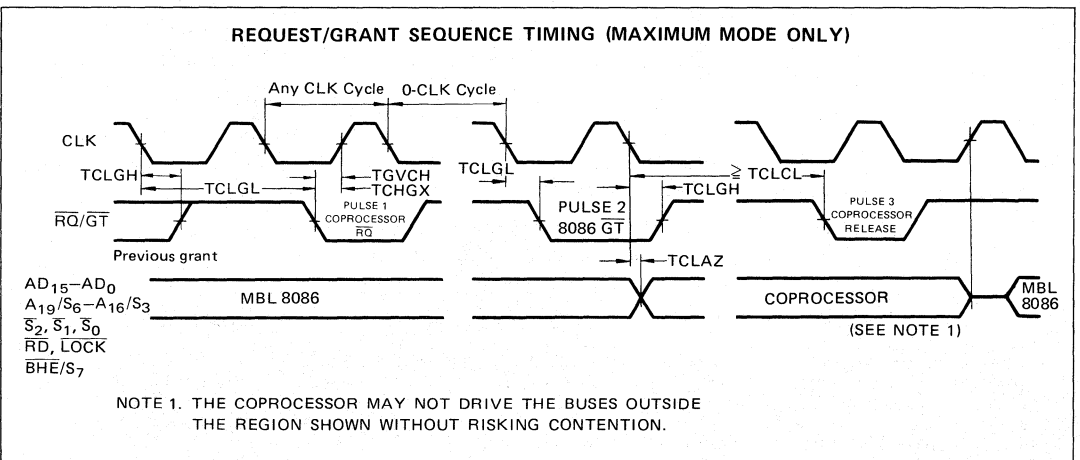 REQUEST/GRANT SEQUENCE TIMING (MAXIMUM MODE ONLY)
Any CLK Cycle
0-CLK Cycle
CLK
TCLGH
TCLGL
TGVCH
TCHGX
TCLGL
≧ TCLCL
TCLGH
RQ/GT
PULSE 1
COPROCESSOR
RQ
PULSE 2
8086 GT
PULSE 3
COPROCESSOR
RELEASE
Previous grant
TCLAZ
AD15–AD0
A19/S6–A16/S3
S2, S1, S0
RD, LOCK
BHE/S7
MBL 8086
COPROCESSOR
MBL
8086
(SEE NOTE 1)
NOTE 1. THE COPROCESSOR MAY NOT DRIVE THE BUSES OUTSIDE
THE REGION SHOWN WITHOUT RISKING CONTENTION.